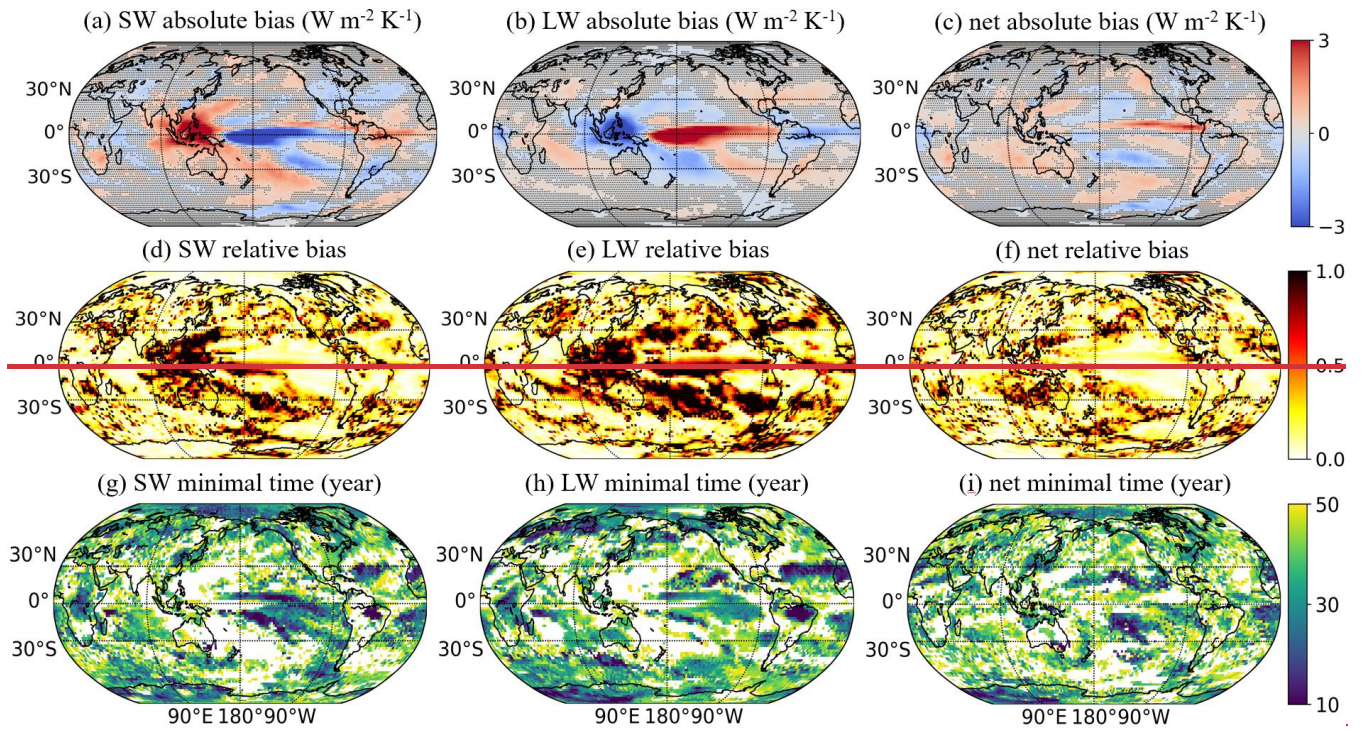 (a) SW absolute bias (W m⁻² K⁻¹) (b) LW absolute bias (W m⁻² K⁻¹) (c) net absolute bias (W m⁻² K⁻¹)
30°N 30°N 30°N 3
0° 0° 0° 0
30°S 30°S 30°S −3
(d) SW relative bias (e) LW relative bias (f) net relative bias
30°N 30°N 30°N 1.0
0° 0° 0° 0.5
30°S 30°S 30°S 0.0
(g) SW minimal time (year) (h) LW minimal time (year) (i) net minimal time (year)
30°N 30°N 30°N 50
0° 0° 0° 30
30°S 30°S 30°S 10
90°E 180° 90°W 90°E 180° 90°W 90°E 180° 90°W